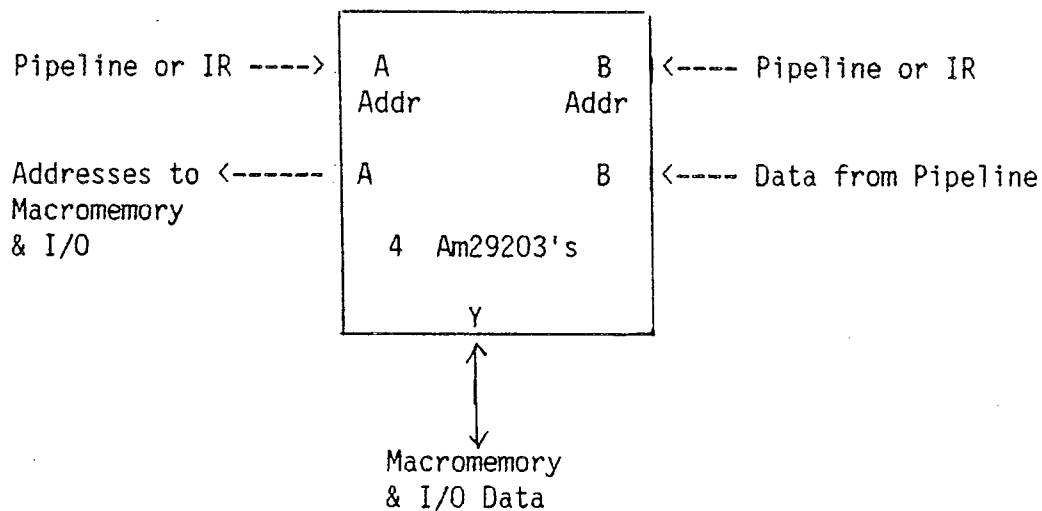 Pipeline or IR ----> A B <---- Pipeline or IR
Addr Addr
Addresses to <------ A B <---- Data from Pipeline
Macromemory
& I/O
4 Am29203's
Y
Macromemory
& I/O Data